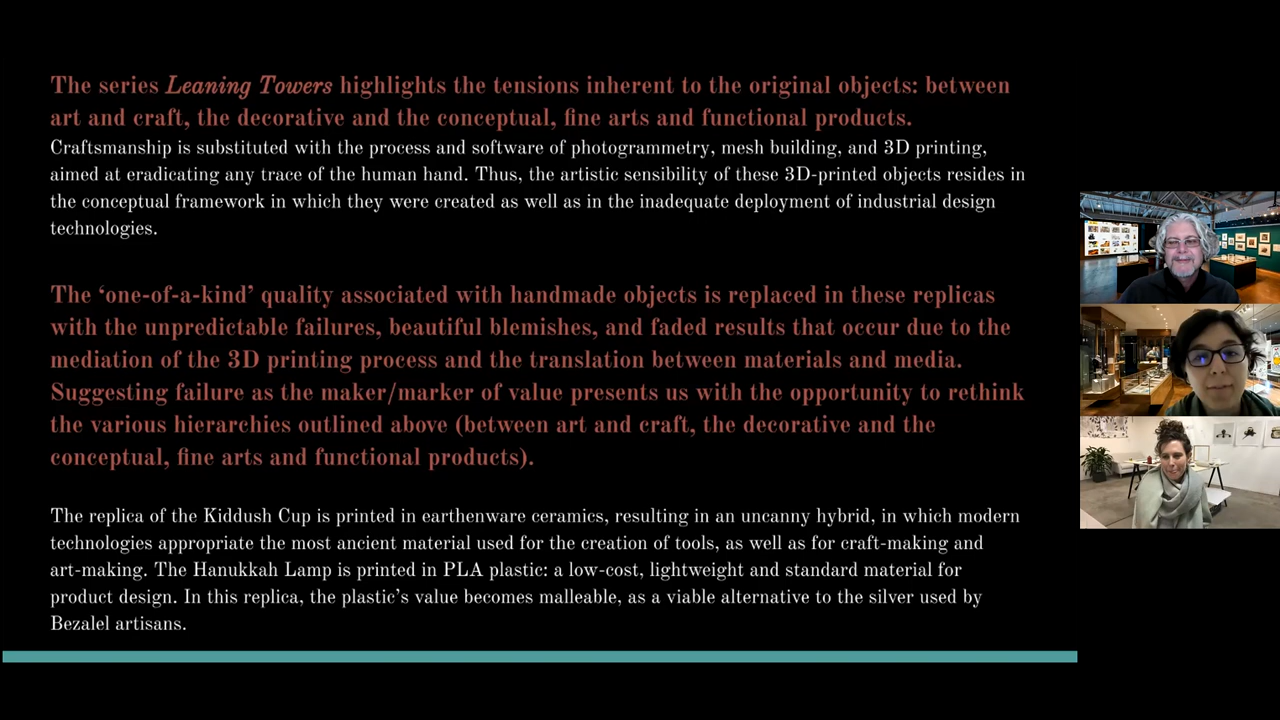 The series Leaning Towers highlights the tensions inherent to the original objects: between
art and craft, the decorative and the conceptual, fine arts and functional products.
Craftsmanship is substituted with the process and software of photogrammetry, mesh building, and 3D printing,
aimed at eradicating any trace of the human hand. Thus, the artistic sensibility of these 3D-printed objects resides in
the conceptual framework in which they were created as well as in the inadequate deployment of industrial design
technologies.
The ‘one-of-a-kind’ quality associated with handmade objects is replaced in these replicas
with the unpredictable failures, beautiful blemishes, and faded results that occur due to the
mediation of the 3D printing process and the translation between materials and media.
Suggesting failure as the maker/marker of value presents us with the opportunity to rethink
the various hierarchies outlined above (between art and craft, the decorative and the
conceptual, fine arts and functional products).
The replica of the Kiddush Cup is printed in earthenware ceramics, resulting in an uncanny hybrid, in which modern
technologies appropriate the most ancient material used for the creation of tools, as well as for craft-making and
art-making. The Hanukkah Lamp is printed in PLA plastic: a low-cost, lightweight and standard material for
product design. In this replica, the plastic’s value becomes malleable, as a viable alternative to the silver used by
Bezalel artisans.